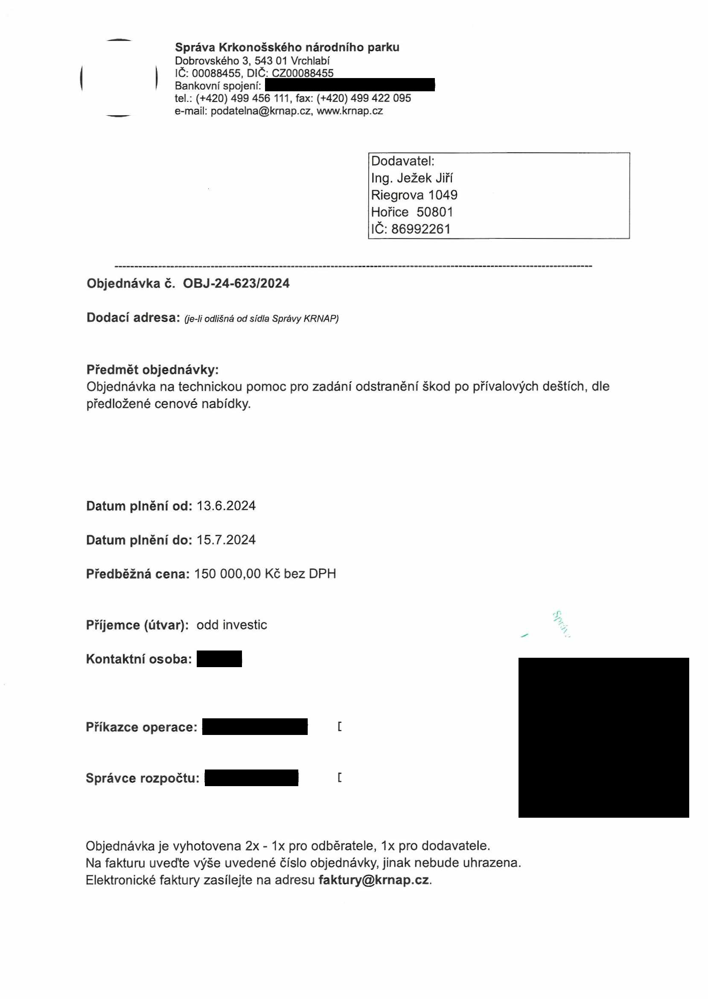 Správa Krkonošského národního parku
Dobrovského 3, 543 01 Vrchlabí
IČ: 00088455, DIČ: CZ00088455
Bankovní spojení:
tel.: (+420) 499 456 111, fax: (+420) 499 422 095
e-mail: podatelna@krnap.cz, www.krnap.cz
Dodavatel:
Ing. Ježek Jiří
Riegrova 1049
Hořice 50801
IČ: 86992261
Objednávka č. OBJ-24-623/2024
Dodací adresa: (je-li odlišná od sídla Správy KRNAP)
Předmět objednávky:
Objednávka na technickou pomoc pro zadání odstranění škod po přívalových deštích, dle
předložené cenové nabídky.
Datum plnění od: 13.6.2024
Datum plnění do: 15.7.2024
Předběžná cena: 150 000,00 Kč bez DPH
Příjemce (útvar): odd investic
Kontaktní osoba:
Příkazce operace:
Správce rozpočtu:
Objednávka je vyhotovena 2x - 1x pro odběratele, 1x pro dodavatele.
Na fakturu uveďte výše uvedené číslo objednávky, jinak nebude uhrazena.
Elektronické faktury zasílejte na adresu faktury@krnap.cz.